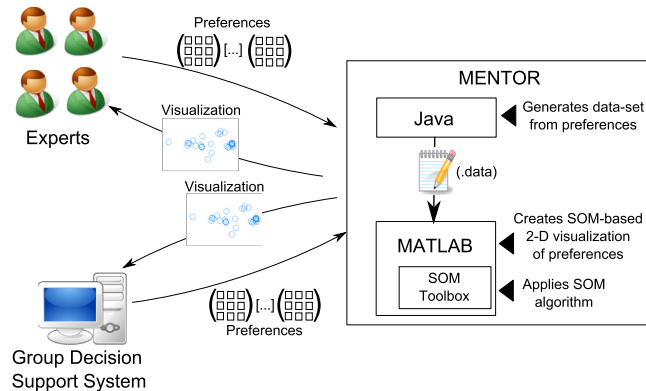 Preferences
[...]
Visualization
Experts
Visualization
[...]
Preferences
Group Decision
Support System
MENTOR
Java
Generates data-set
from preferences
(.data)
MATLAB
Creates SOM-based
2-D visualization
of preferences
SOM
Toolbox
Applies SOM
algorithm